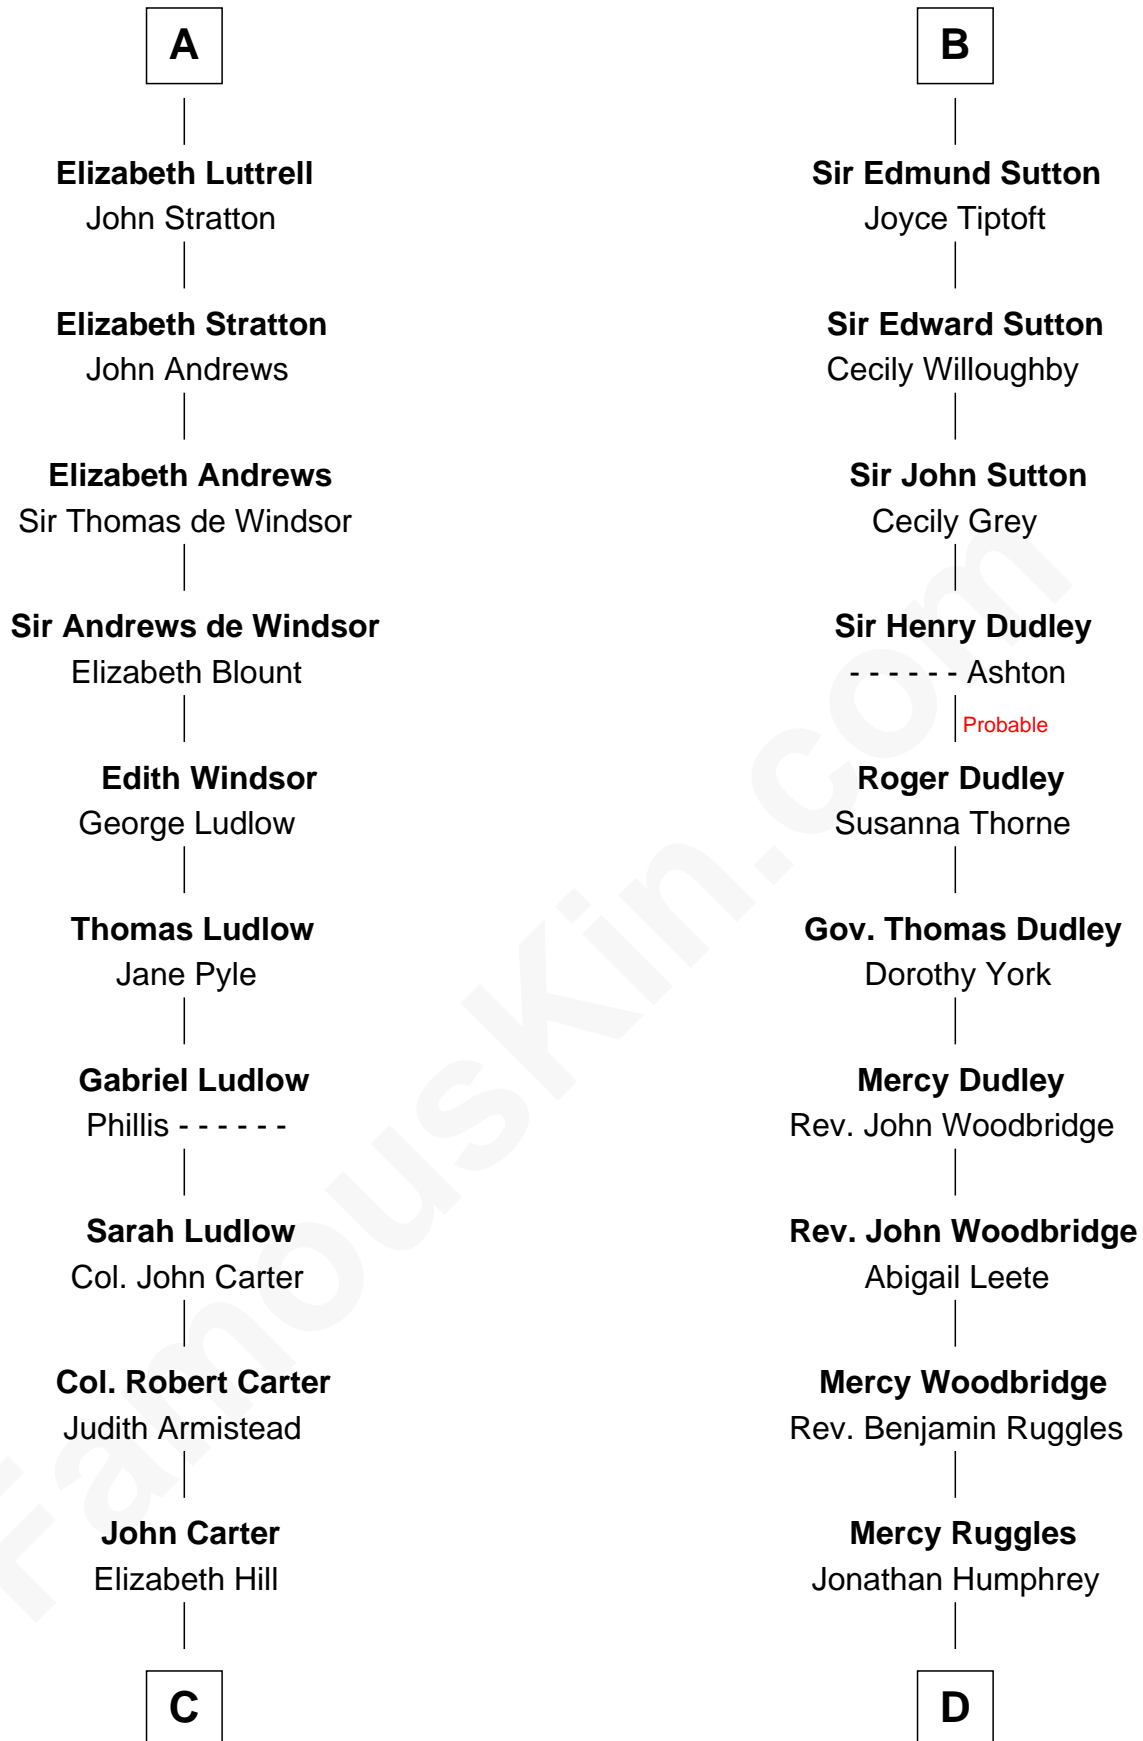 A
Elizabeth Luttrell
John Stratton
Elizabeth Stratton
John Andrews
Elizabeth Andrews
Sir Thomas de Windsor
Sir Andrews de Windsor
Elizabeth Blount
Edith Windsor
George Ludlow
Thomas Ludlow
Jane Pyle
Gabriel Ludlow
Phillis - - - - - -
Sarah Ludlow
Col. John Carter
Col. Robert Carter
Judith Armistead
John Carter
Elizabeth Hill
C
B
Sir Edmund Sutton
Joyce Tiptoft
Sir Edward Sutton
Cecily Willoughby
Sir John Sutton
Cecily Grey
Sir Henry Dudley
- - - - - - Ashton
Probable
Roger Dudley
Susanna Thorne
Gov. Thomas Dudley
Dorothy York
Mercy Dudley
Rev. John Woodbridge
Rev. John Woodbridge
Abigail Leete
Mercy Woodbridge
Rev. Benjamin Ruggles
Mercy Ruggles
Jonathan Humphrey
D
FamousKin.com